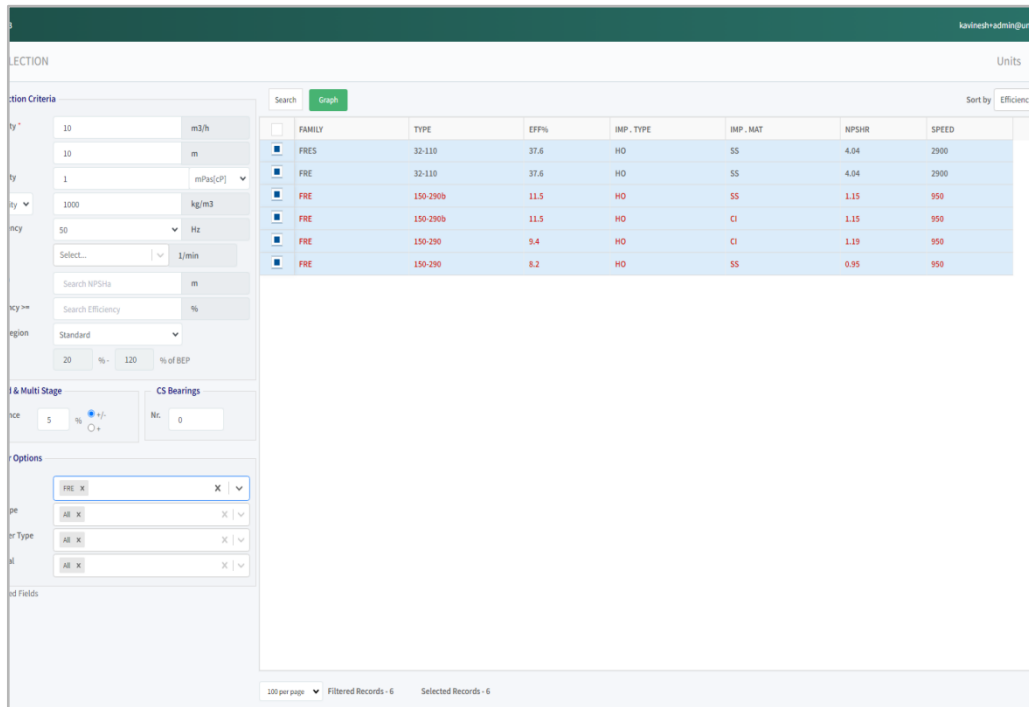 kavinesh+admin@un
LECTION
Units
ction Criteria
Search
Graph
Sort by
Efficienc
ty *
10
m3/h
10
m
ty
1
mPas[cP]
ity
1000
kg/m3
ncy
50
Hz
Select...
1/min
Search NPSHa
m
ncy >=
Search Efficiency
%
egion
Standard
20
% -
120
% of BEP
l & Multi Stage
CS Bearings
nce
5
%
+/-
+
Nr.
0
r Options
FRE x
pe
All x
er Type
All x
al
All x
ed Fields
FAMILY TYPE EFF% IMP . TYPE IMP . MAT NPSHR SPEED
FRES 32-110 37.6 HO SS 4.04 2900
FRE 32-110 37.6 HO SS 4.04 2900
FRE 150-290b 11.5 HO SS 1.15 950
FRE 150-290b 11.5 HO CI 1.15 950
FRE 150-290 9.4 HO CI 1.19 950
FRE 150-290 8.2 HO SS 0.95 950
100 per page
Filtered Records - 6
Selected Records - 6